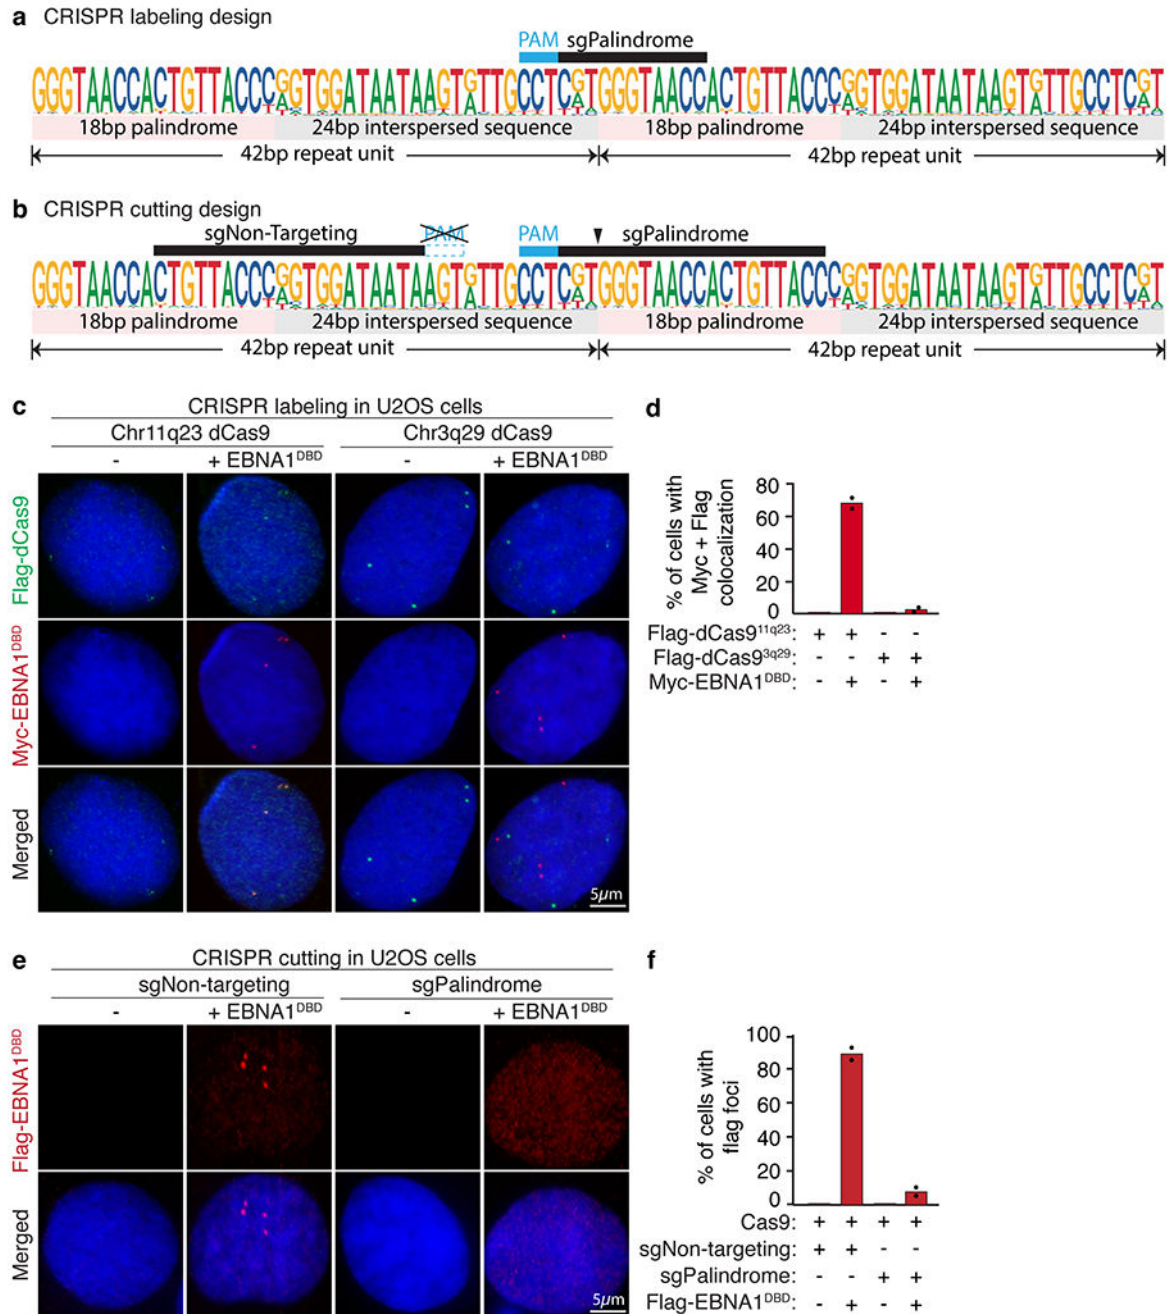 a CRISPR labeling design
PAM sgPalindrome
GGGTAACCACTGTTACCCGGTGGATAATAAGTGTTGCCTCGTGGGTAACCACTGTTACCCGGTGGATAATAAGTGTTGCCTCGT
18bp palindrome 24bp interspersed sequence 18bp palindrome 24bp interspersed sequence
42bp repeat unit 42bp repeat unit
b CRISPR cutting design
sgNon-Targeting PAM PAM sgPalindrome
18bp palindrome 24bp interspersed sequence 18bp palindrome 24bp interspersed sequence
42bp repeat unit 42bp repeat unit
c CRISPR labeling in U2OS cells
Chr11q23 dCas9 Chr3q29 dCas9
- + EBNA1DBD - + EBNA1DBD
Flag-dCas9
Myc-EBNA1DBD
Merged
5μm
d
% of cells with
Myc + Flag
colocalization
80
60
40
20
0
Flag-dCas911q23: + + - -
Flag-dCas93q29: - - + +
Myc-EBNA1DBD: - + - +
e CRISPR cutting in U2OS cells
sgNon-targeting sgPalindrome
- + EBNA1DBD - + EBNA1DBD
Flag-EBNA1DBD
Merged
5μm
f
% of cells with
flag foci
100
80
60
40
20
0
Cas9: + + + +
sgNon-targeting: + + - -
sgPalindrome: - - + +
Flag-EBNA1DBD: - + - +